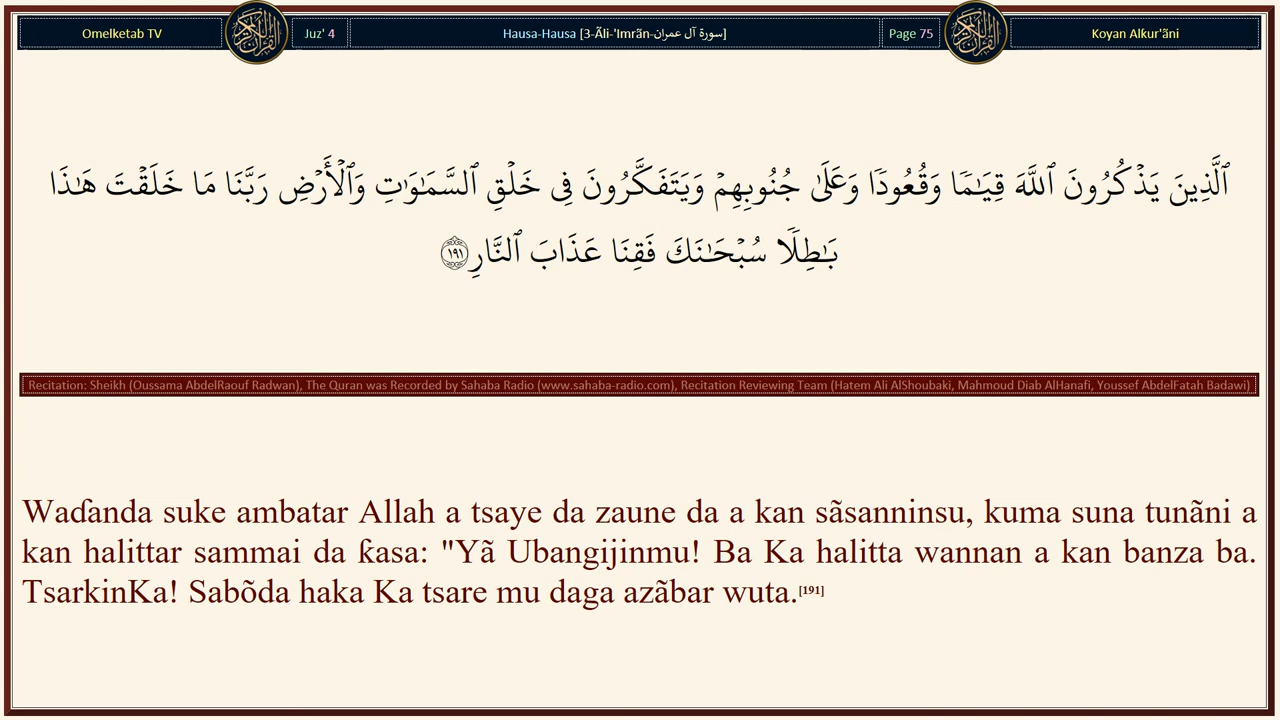 Omelketab TV
Juz' 4
Hausa-Hausa [3-Ãli-'Imrãn-سورة آل عمران]
Page 75
Koyan Alƙur'ãni
ٱلَّذِينَ يَذۡكُرُونَ ٱللَّهَ قِيَٰمٗا وَقُعُودٗا وَعَلَىٰ جُنُوبِهِمۡ وَيَتَفَكَّرُونَ فِي خَلۡقِ ٱلسَّمَٰوَٰتِ وَٱلۡأَرۡضِ رَبَّنَا مَا خَلَقۡتَ هَٰذَا
بَٰطِلٗا سُبۡحَٰنَكَ فَقِنَا عَذَابَ ٱلنَّارِ ١٩١
Recitation: Sheikh (Oussama AbdelRaouf Radwan), The Quran was Recorded by Sahaba Radio (www.sahaba-radio.com), Recitation Reviewing Team (Hatem Ali AlShoubaki, Mahmoud Diab AlHanafi, Youssef AbdelFatah Badawi)
Waɗanda suke ambatar Allah a tsaye da zaune da a kan sãsanninsu, kuma suna tunãni a
kan halittar sammai da ƙasa: "Yã Ubangijinmu! Ba Ka halitta wannan a kan banza ba.
TsarkinKa! Sabõda haka Ka tsare mu daga azãbar wuta.[191]